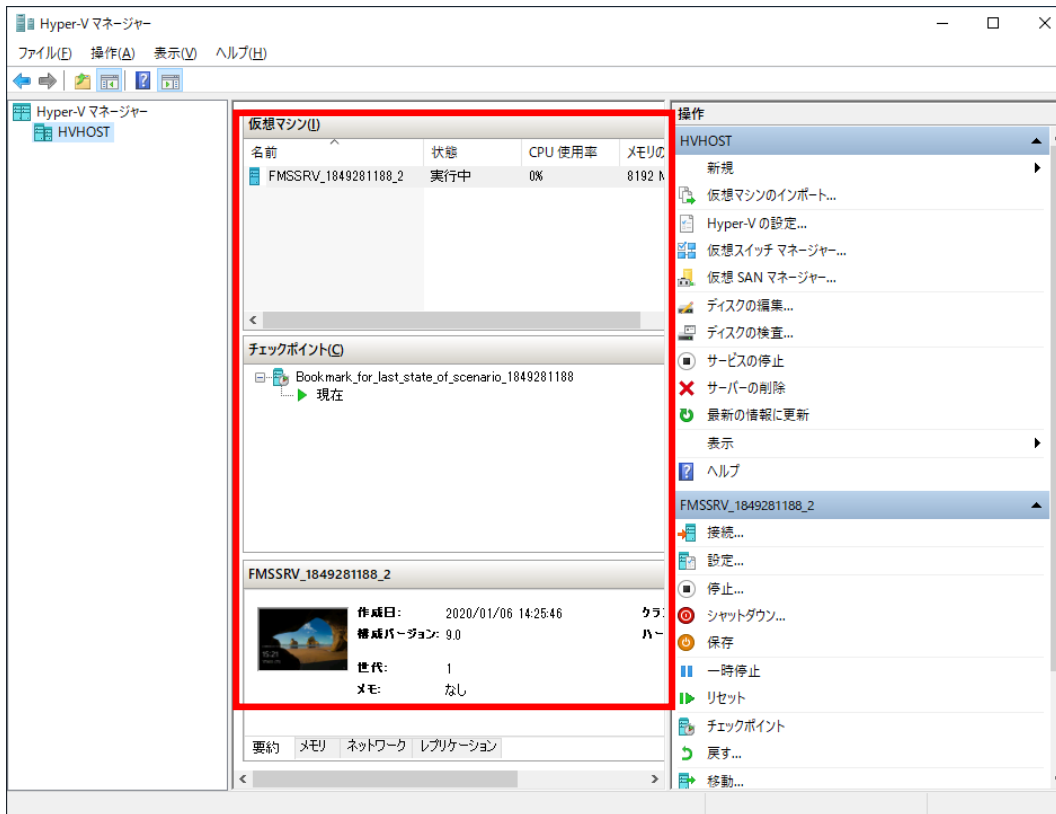 Hyper-V マネージャー
ファイル(F) 操作(A) 表示(V) ヘルプ(H)
Hyper-V マネージャー
HVHOST
仮想マシン(I)
名前 状態 CPU 使用率 メモリの
FMSSRV_1849281188_2 実行中 0% 8192 M
チェックポイント(C)
Bookmark_for_last_state_of_scenario_1849281188
現在
FMSSRV_1849281188_2
作成日: 2020/01/06 14:25:46 クラ
構成バージョン: 9.0 ハー
世代: 1
メモ: なし
15:21
要約 メモリ ネットワーク レプリケーション
操作
HVHOST
新規
仮想マシンのインポート...
Hyper-V の設定...
仮想スイッチ マネージャー...
仮想 SAN マネージャー...
ディスクの編集...
ディスクの検査...
サービスの停止
サーバーの削除
最新の情報に更新
表示
ヘルプ
FMSSRV_1849281188_2
接続...
設定...
停止...
シャットダウン...
保存
一時停止
リセット
チェックポイント
戻す...
移動...